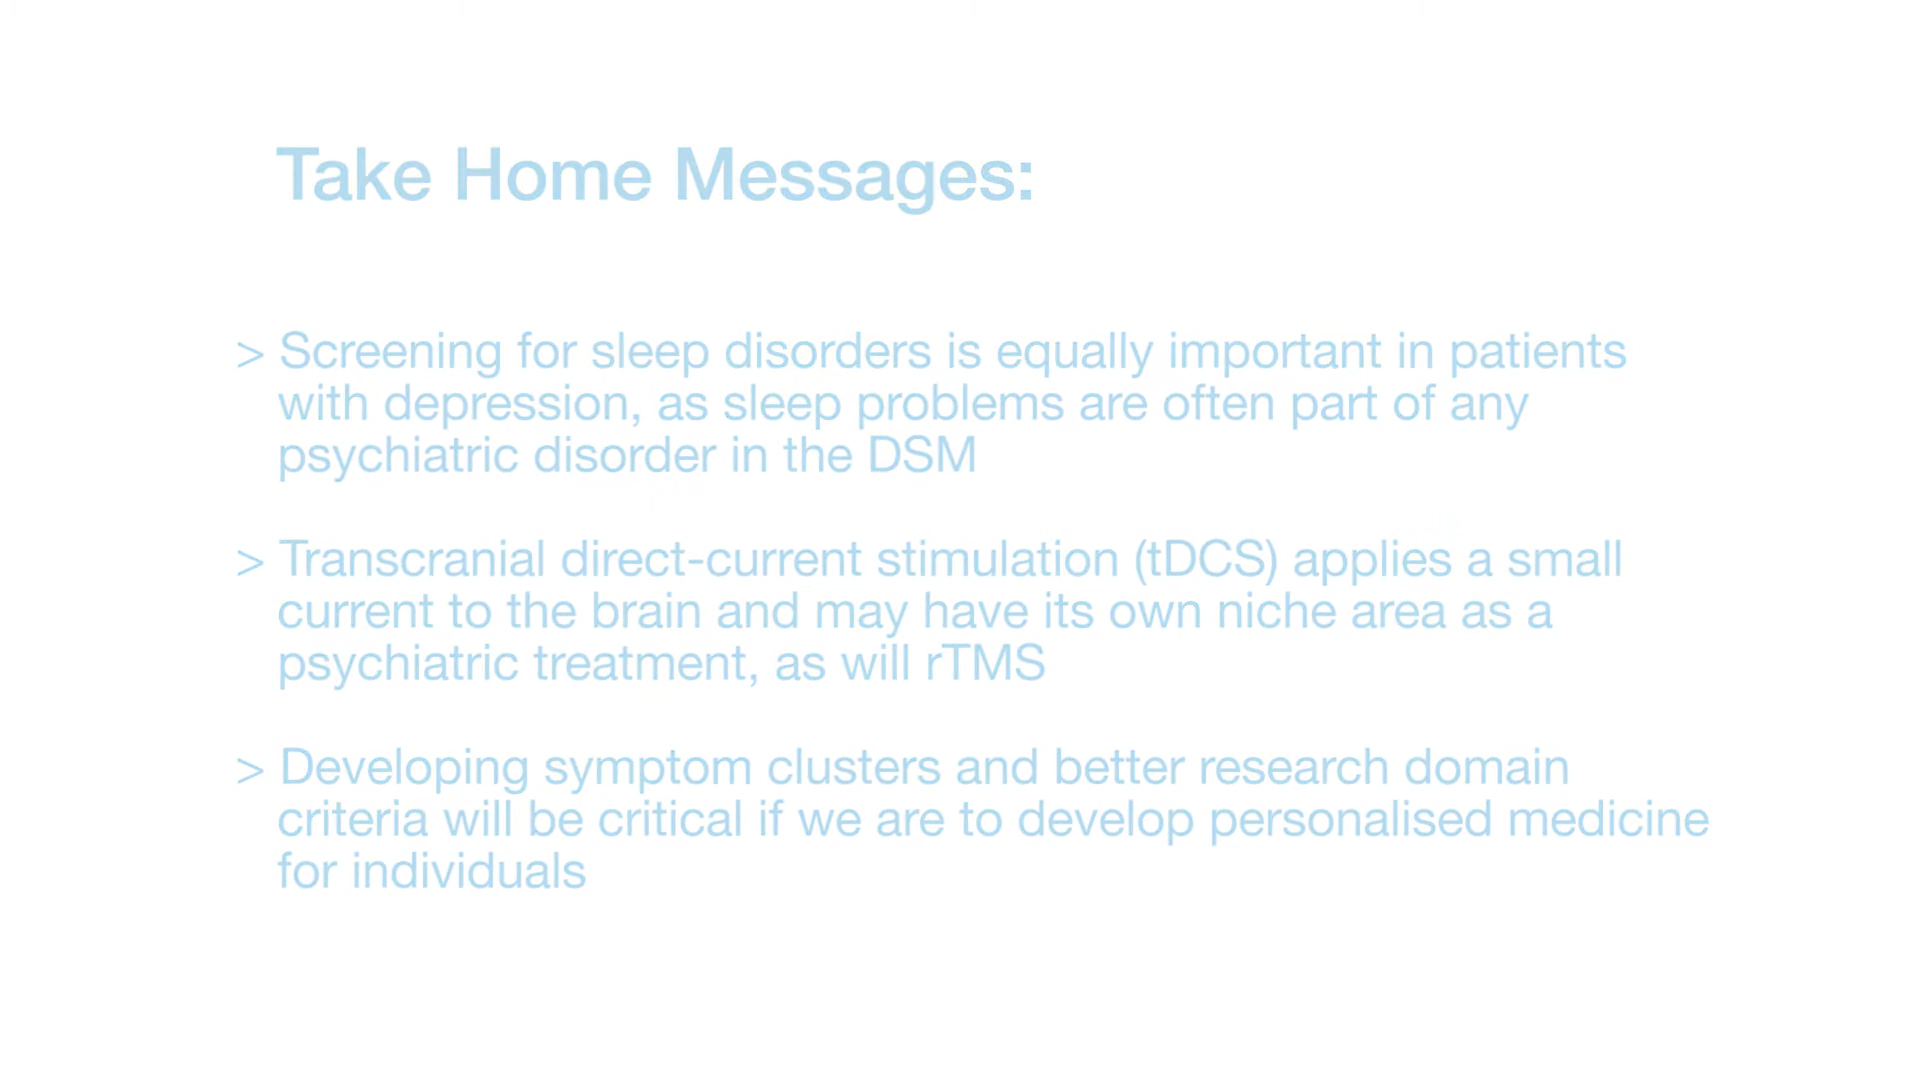 Take Home Messages:
> Screening for sleep disorders is equally important in patients
with depression, as sleep problems are often part of any
psychiatric disorder in the DSM
> Transcranial direct-current stimulation (tDCS) applies a small
current to the brain and may have its own niche area as a
psychiatric treatment, as will rTMS
> Developing symptom clusters and better research domain
criteria will be critical if we are to develop personalised medicine
for individuals